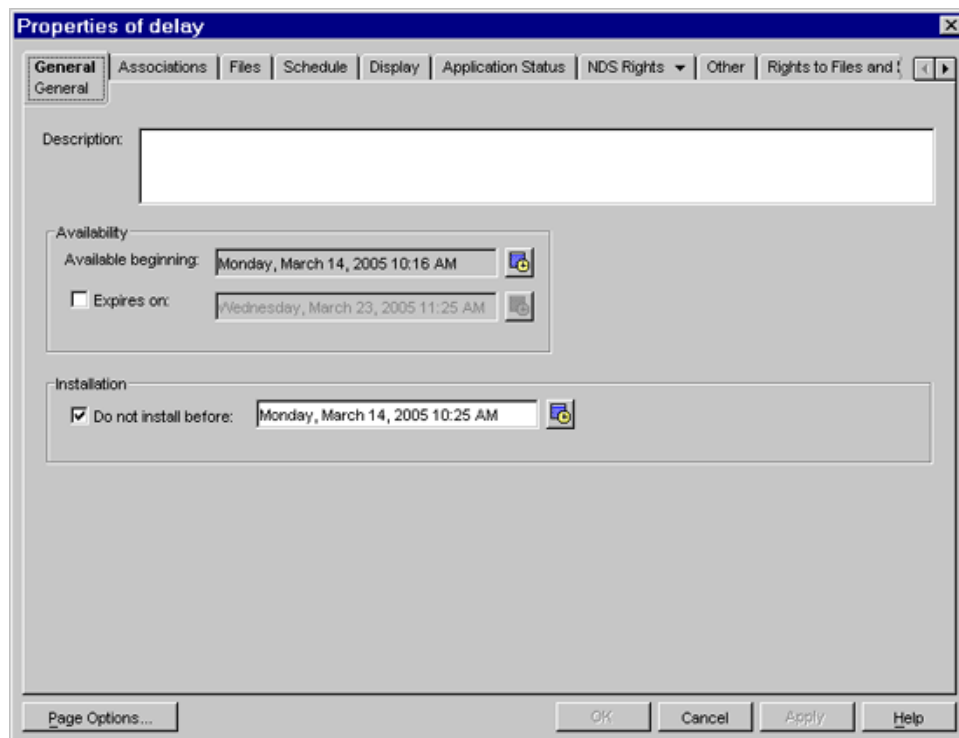 Properties of delay
General Associations Files Schedule Display Application Status NDS Rights Other Rights to Files and
General
Description:
Availability
Available beginning: Monday, March 14, 2005 10:16 AM
Expires on: Wednesday, March 23, 2005 11:25 AM
Installation
Do not install before: Monday, March 14, 2005 10:25 AM
Page Options... OK Cancel Apply Help